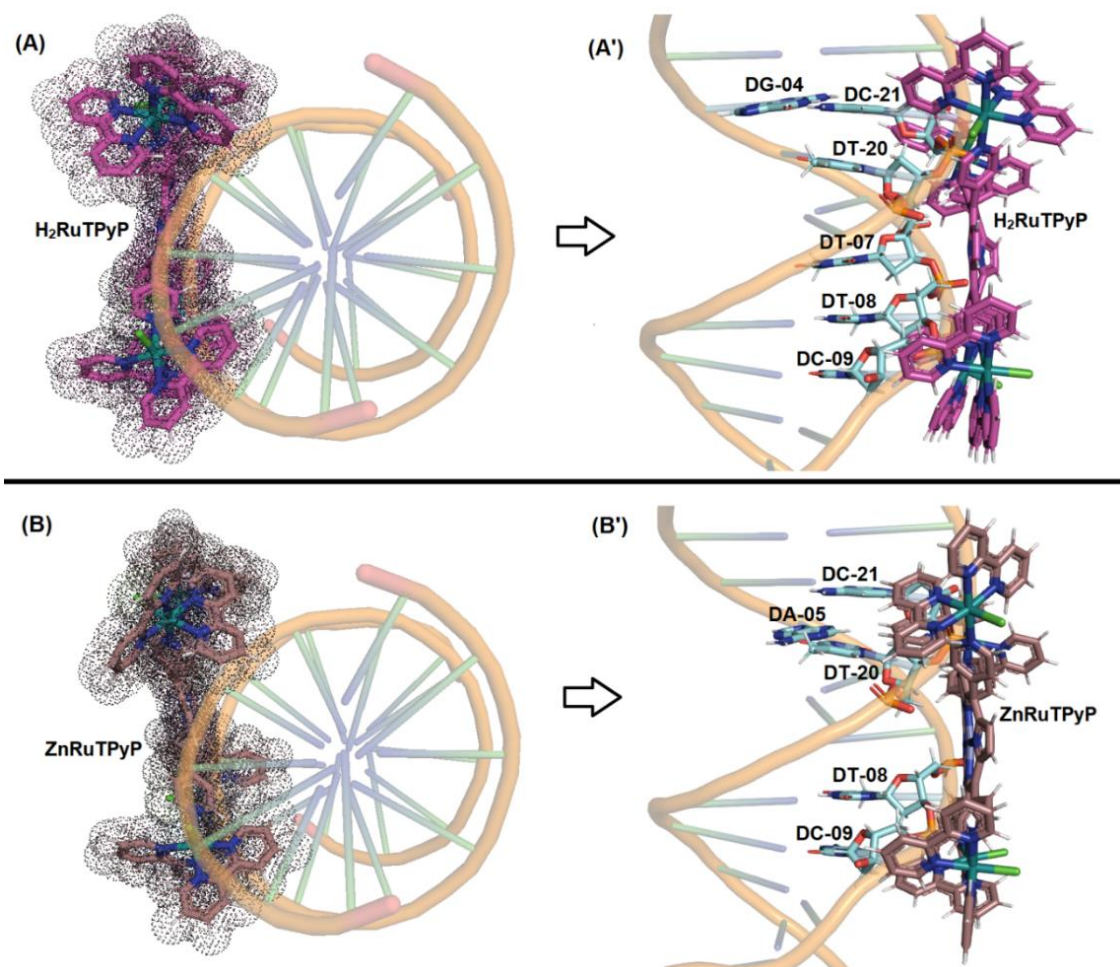 (A)
(A')
DG-04
DC-21
DT-20
H₂RuTPyP
H₂RuTPyP
DT-07
DT-08
DC-09
(B)
(B')
DC-21
DA-05
DT-20
ZnRuTPyP
ZnRuTPyP
DT-08
DC-09